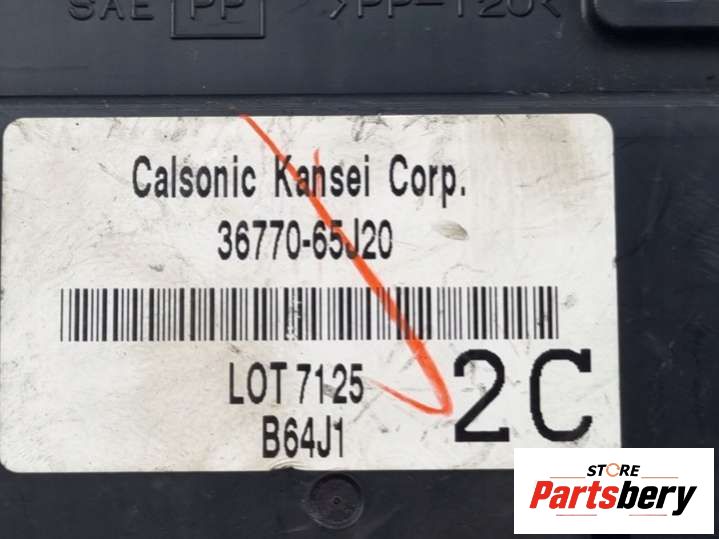 SAE PP >PP-T20<
Calsonic Kansei Corp.
36770-65J20
LOT 7125
B64J1
2C
STORE
Partsbery